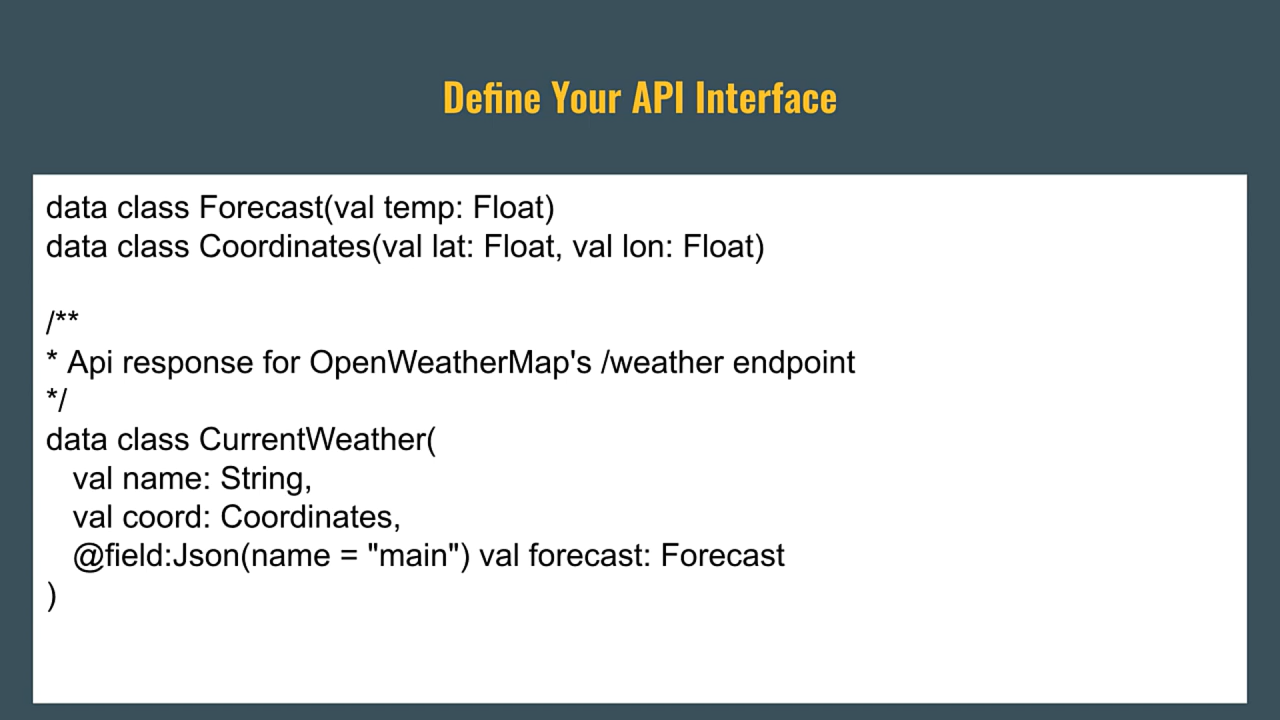 Define Your API Interface
data class Forecast(val temp: Float)
data class Coordinates(val lat: Float, val lon: Float)
/**
* Api response for OpenWeatherMap's /weather endpoint
*/
data class CurrentWeather(
val name: String,
val coord: Coordinates,
@field:Json(name = "main") val forecast: Forecast
)